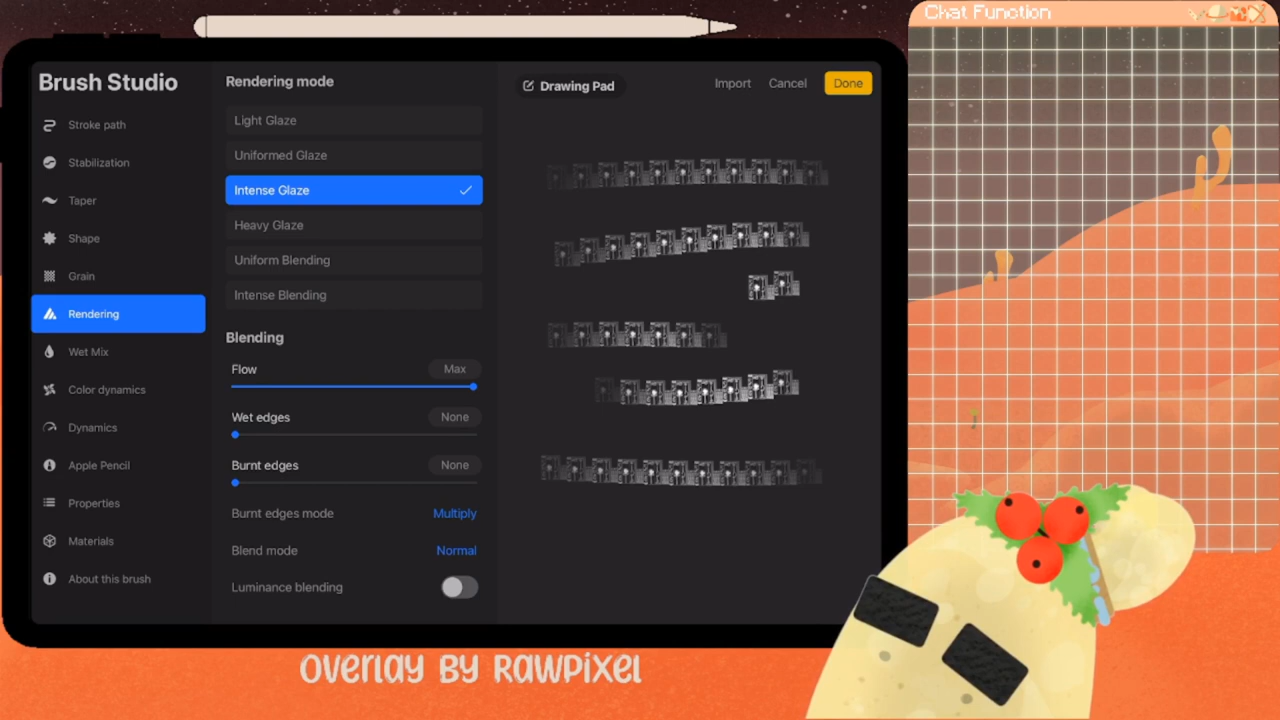 Chat Function
Brush Studio
Stroke path
Stabilization
Taper
Shape
Grain
Rendering
Wet Mix
Color dynamics
Dynamics
Apple Pencil
Properties
Materials
About this brush
Rendering mode
Light Glaze
Uniformed Glaze
Intense Glaze
Heavy Glaze
Uniform Blending
Intense Blending
Blending
Flow Max
Wet edges None
Burnt edges None
Burnt edges mode Multiply
Blend mode Normal
Luminance blending
Drawing Pad
Import Cancel Done
OVERLAY BY RAWPIXEL